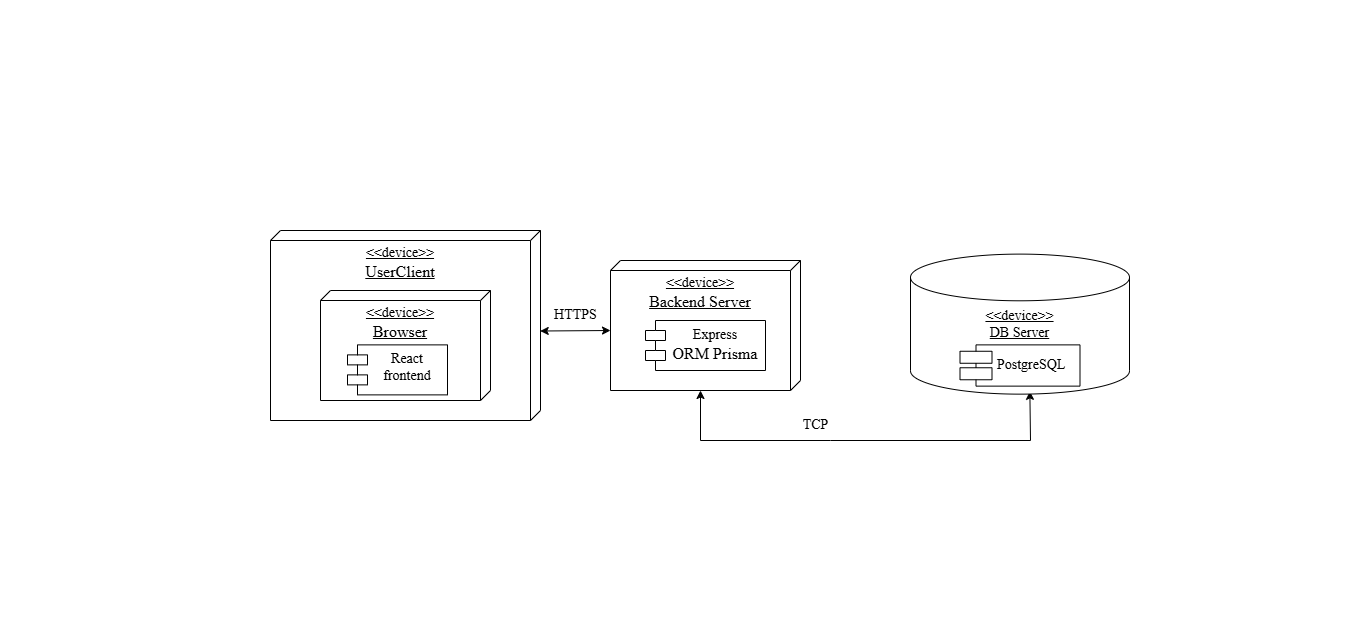 <<device>>
UserClient
<<device>>
Browser
React
frontend
HTTPS
<<device>>
Backend Server
Express
ORM Prisma
TCP
<<device>>
DB Server
PostgreSQL